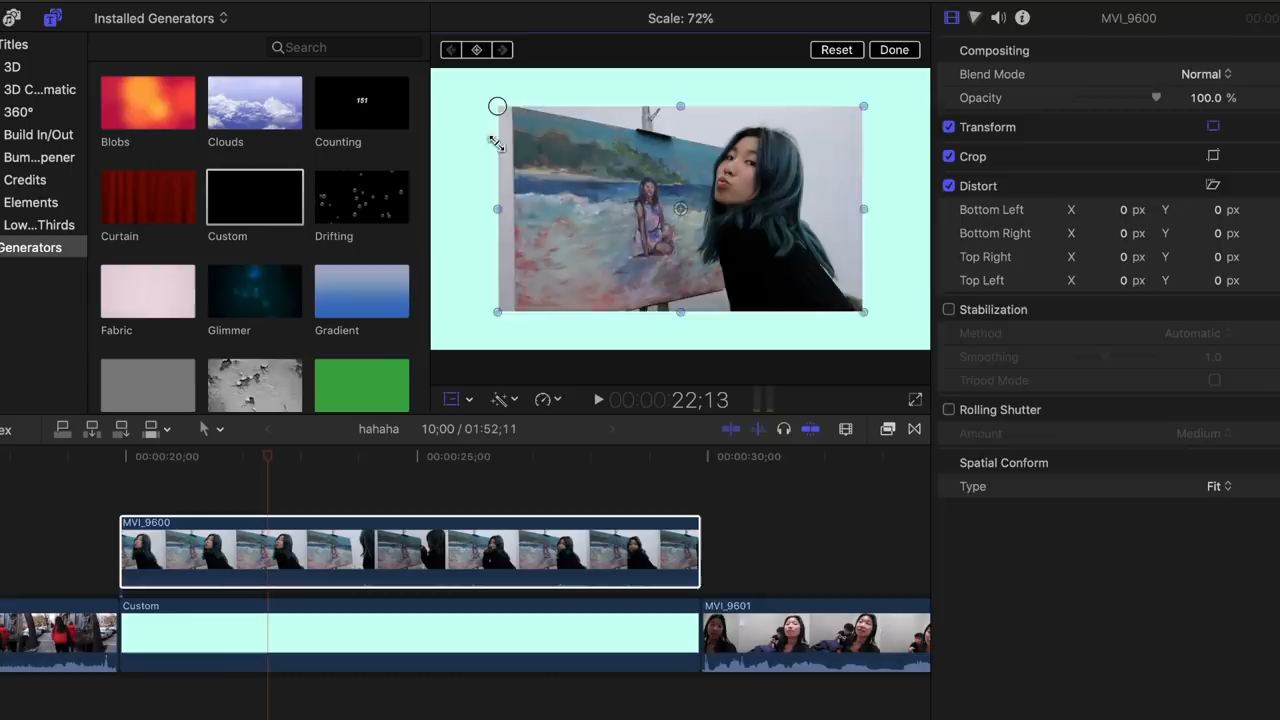 Installed Generators
Scale: 72%
MVI_9600
00:00
Titles
3D
3D C...matic
360°
Build In/Out
Bum...pener
Credits
Elements
Low...Thirds
Generators
Search
Blobs
Clouds
151
Counting
Curtain
Custom
Drifting
Fabric
Glimmer
Gradient
Reset
Done
00:00:22;13
Compositing
Blend Mode
Normal
Opacity
100.0 %
Transform
Crop
Distort
Bottom Left X 0 px Y 0 px
Bottom Right X 0 px Y 0 px
Top Right X 0 px Y 0 px
Top Left X 0 px Y 0 px
Stabilization
Method
Automatic
Smoothing
1.0
Tripod Mode
Rolling Shutter
Amount
Medium
Spatial Conform
Type
Fit
ex
hahaha
10;00 / 01:52,11
00:00:20;00
00:00:25;00
00:00:30;00
MVI_9600
Custom
MVI_9601